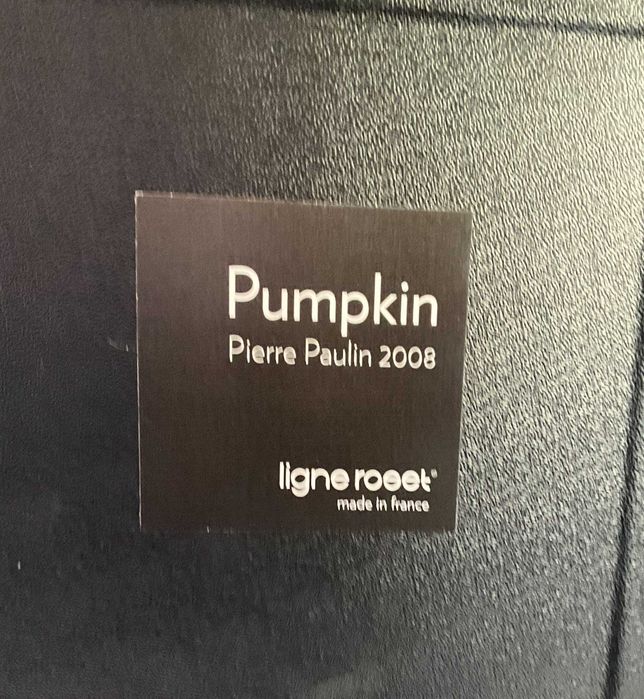 Pumpkin
Pierre Paulin 2008
ligne roset®
made in france